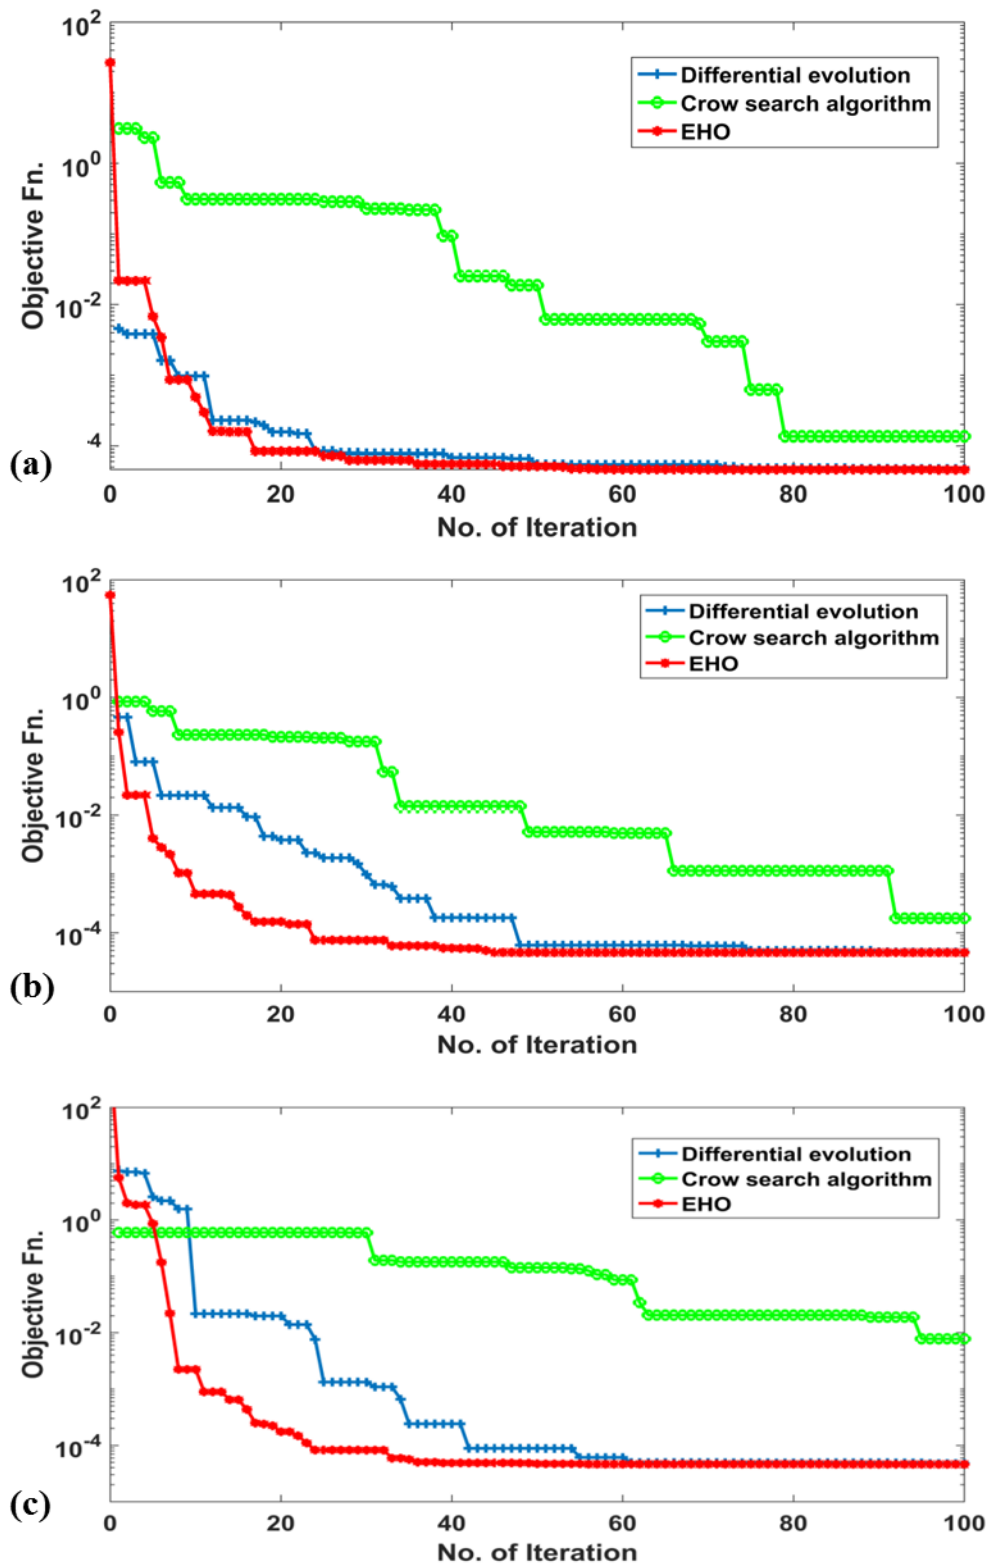 10^2
Differential evolution
Crow search algorithm
EHO
10^0
Objective Fn.
10^-2
-4
(a)
0 20 40 60 80 100
No. of Iteration
10^2
Differential evolution
Crow search algorithm
EHO
10^0
Objective Fn.
10^-2
10^-4
(b)
0 20 40 60 80 100
No. of Iteration
10^2
Differential evolution
Crow search algorithm
EHO
10^0
Objective Fn.
10^-2
10^-4
(c)
0 20 40 60 80 100
No. of Iteration